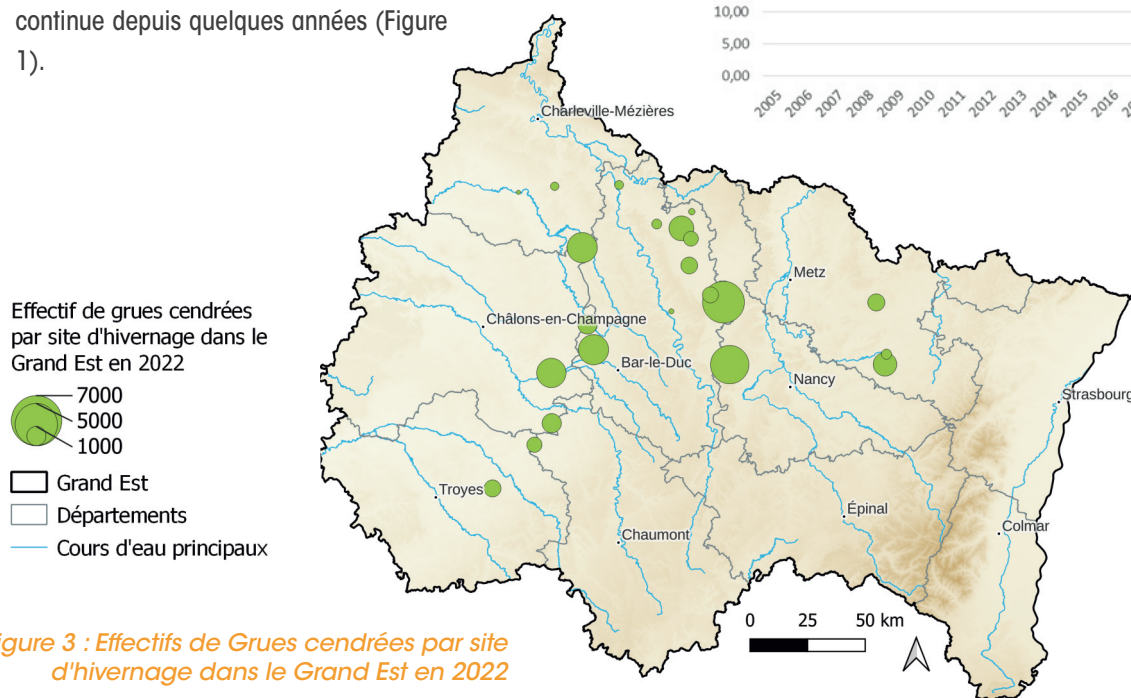 continue depuis quelques années (Figure
1).
10,00
5,00
0,00
2005 2006 2007 2008 2009 2010 2011 2012 2013 2014 2015 2016
Charleville-Mézières
Metz
Châlons-en-Champagne
Bar-le-Duc
Nancy
Strasbourg
Troyes
Épinal
Chaumont
Colmar
Effectif de grues cendrées
par site d'hivernage dans le
Grand Est en 2022
7000
5000
1000
Grand Est
Départements
Cours d'eau principaux
0 25 50 km
igure 3 : Effectifs de Grues cendrées par site
d'hivernage dans le Grand Est en 2022